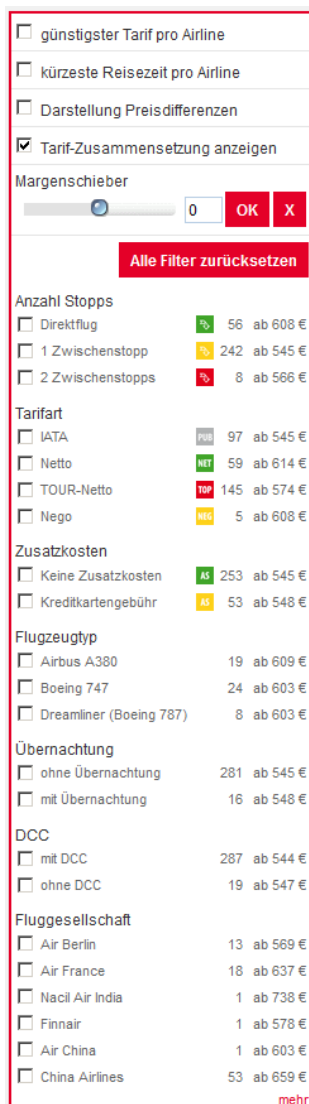 günstigster Tarif pro Airline
kürzeste Reisezeit pro Airline
Darstellung Preisdifferenzen
Tarif-Zusammensetzung anzeigen
Margenschieber
0 OK X
Alle Filter zurücksetzen
Anzahl Stopps
Direktflug 56 ab 608 €
1 Zwischenstopp 242 ab 545 €
2 Zwischenstopps 8 ab 566 €
Tarifart
IATA PUB 97 ab 545 €
Netto NET 59 ab 614 €
TOUR-Netto TOP 145 ab 574 €
Nego NEG 5 ab 608 €
Zusatzkosten
Keine Zusatzkosten AS 253 ab 545 €
Kreditkartengebühr AS 53 ab 548 €
Flugzeugtyp
Airbus A380 19 ab 609 €
Boeing 747 24 ab 603 €
Dreamliner (Boeing 787) 8 ab 603 €
Übernachtung
ohne Übernachtung 281 ab 545 €
mit Übernachtung 16 ab 548 €
DCC
mit DCC 287 ab 544 €
ohne DCC 19 ab 547 €
Fluggesellschaft
Air Berlin 13 ab 569 €
Air France 18 ab 637 €
Nacil Air India 1 ab 738 €
Finnair 1 ab 578 €
Air China 1 ab 603 €
China Airlines 53 ab 659 €
mehr